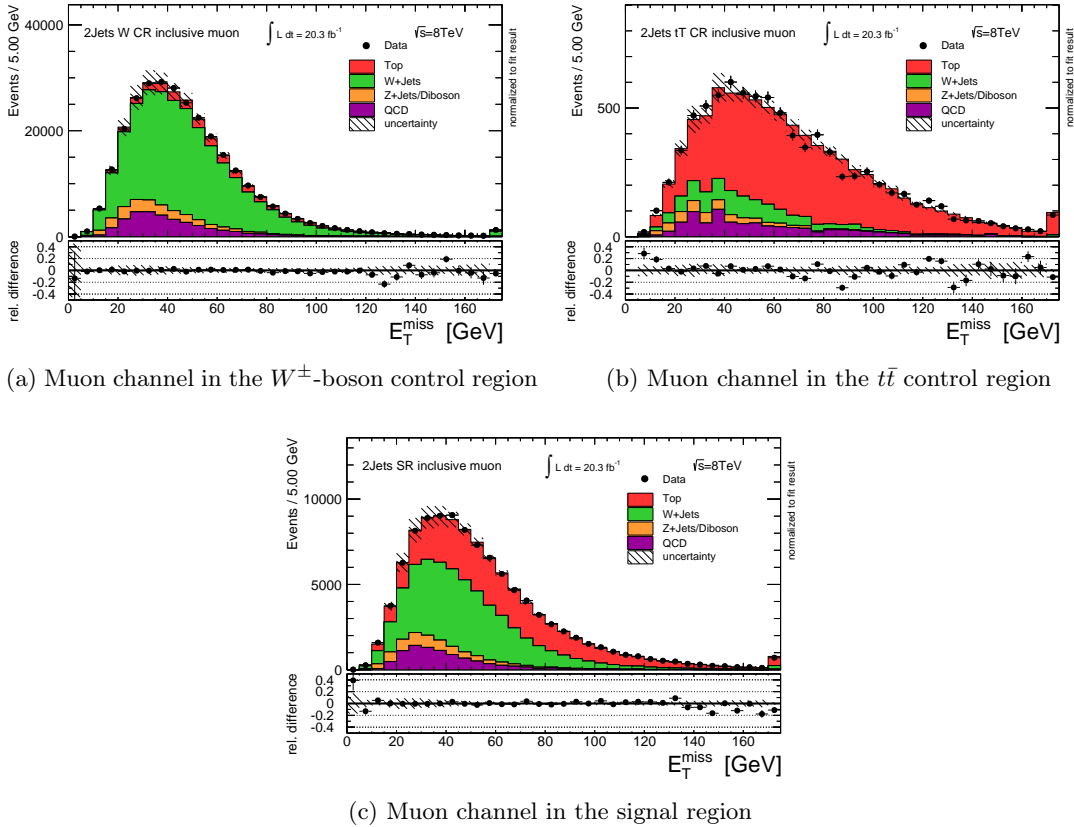 2Jets W CR inclusive muon
∫ L dt = 20.3 fb⁻¹
√s=8TeV
Data
Top
W+Jets
Z+Jets/Diboson
QCD
uncertainty
Events / 5.00 GeV
40000
20000
0
normalized to fit result
rel. difference
0.4
0.2
0
-0.2
-0.4
0 20 40 60 80 100 120 140 160
E_T^miss [GeV]
2Jets tT CR inclusive muon
∫ L dt = 20.3 fb⁻¹
√s=8TeV
Data
Top
W+Jets
Z+Jets/Diboson
QCD
uncertainty
Events / 5.00 GeV
500
0
normalized to fit result
rel. difference
0.4
0.2
0
-0.2
-0.4
0 20 40 60 80 100 120 140 160
E_T^miss [GeV]
(a) Muon channel in the W±-boson control region
(b) Muon channel in the tt̄ control region
2Jets SR inclusive muon
∫ L dt = 20.3 fb⁻¹
√s=8TeV
Data
Top
W+Jets
Z+Jets/Diboson
QCD
uncertainty
Events / 5.00 GeV
10000
5000
0
normalized to fit result
rel. difference
0.4
0.2
0
-0.2
-0.4
0 20 40 60 80 100 120 140 160
E_T^miss [GeV]
(c) Muon channel in the signal region